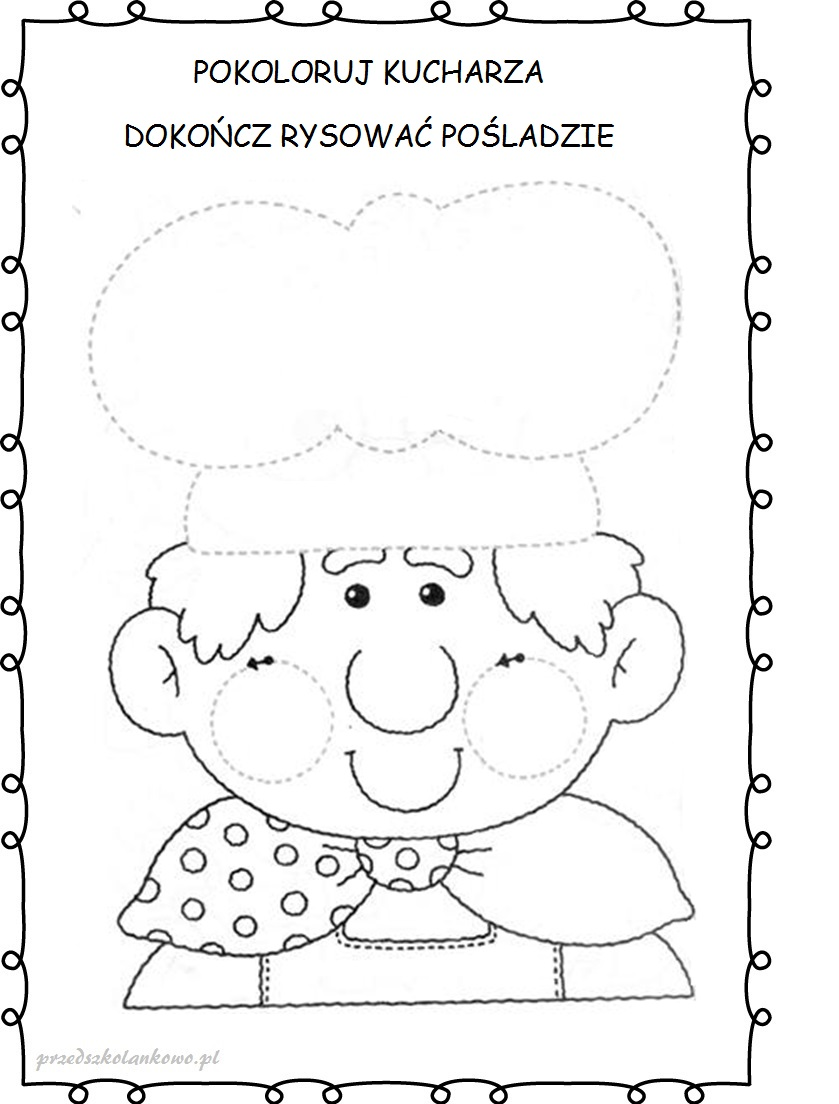 POKOLORUJ KUCHARZA
DOKOŃCZ RYSOWAĆ POŚLADZIE
przedszkolankowo.pl